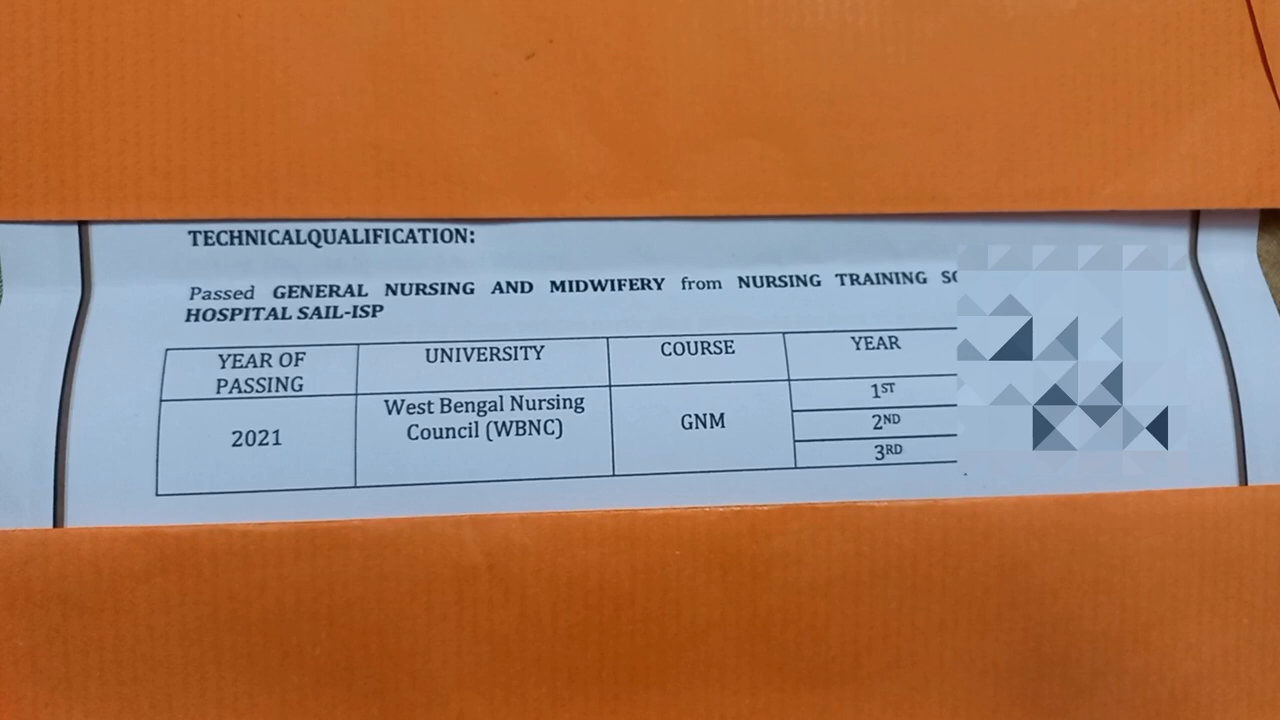 TECHNICALQUALIFICATION:
Passed GENERAL NURSING AND MIDWIFERY from NURSING TRAINING
HOSPITAL SAIL-ISP
YEAR OF PASSING UNIVERSITY COURSE YEAR
2021 West Bengal Nursing Council (WBNC) GNM 1ST
2ND
3RD